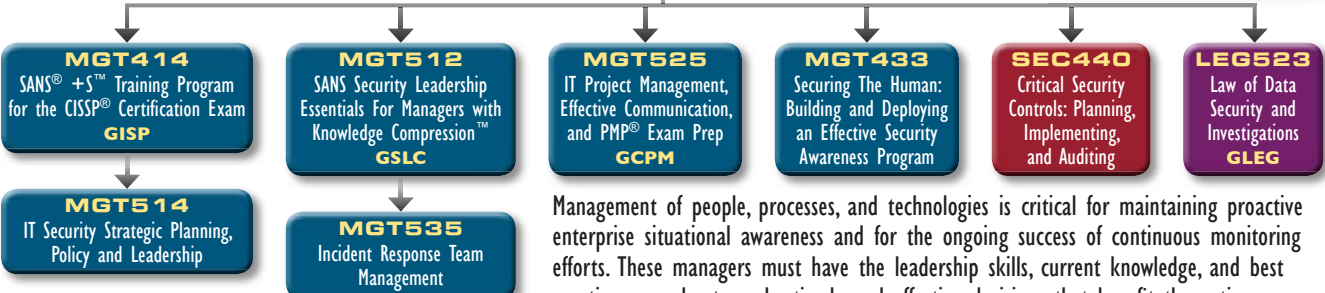 MGT414
SANS® +S™ Training Program
for the CISSP® Certification Exam
GISP
MGT512
SANS Security Leadership
Essentials For Managers with
Knowledge Compression™
GSLC
MGT525
IT Project Management,
Effective Communication,
and PMP® Exam Prep
GCPM
MGT433
Securing The Human:
Building and Deploying
an Effective Security
Awareness Program
SEC440
Critical Security
Controls: Planning,
Implementing,
and Auditing
LEG523
Law of Data
Security and
Investigations
GLEG
MGT514
IT Security Strategic Planning,
Policy and Leadership
MGT535
Incident Response Team
Management
Management of people, processes, and technologies is critical for maintaining proactive
enterprise situational awareness and for the ongoing success of continuous monitoring
efforts. These managers must have the leadership skills, current knowledge, and best